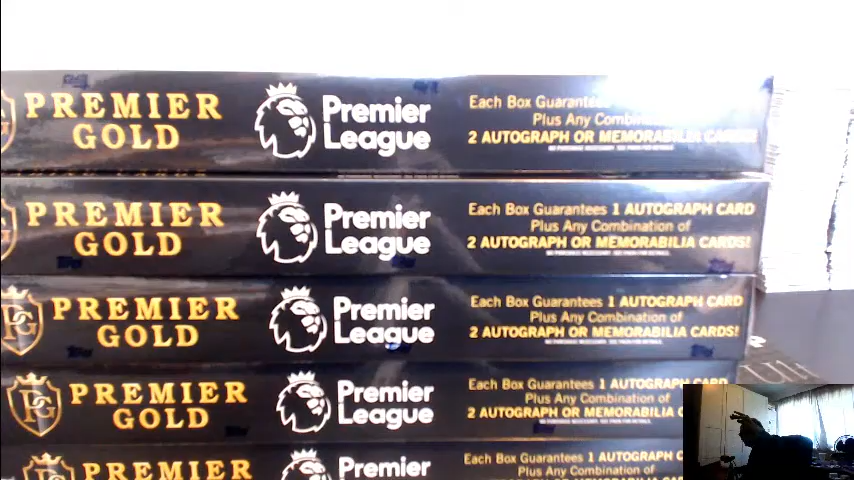 PREMIER
GOLD
Premier
League
Each Box Guarantees
Plus Any Combin
2 AUTOGRAPH OR MEMORABILIA CARDS!
PREMIER
GOLD
Premier
League
Each Box Guarantees 1 AUTOGRAPH CARD
Plus Any Combination of
2 AUTOGRAPH OR MEMORABILIA CARDS!
PG
PREMIER
GOLD
Premier
League
Each Box Guarantees 1 AUTOGRAPH CARD
Plus Any Combination of
2 AUTOGRAPH OR MEMORABILIA CARDS!
PG
PREMIER
GOLD
Premier
League
Each Box Guarantees 1 AUTOGRAPH CARD
Plus Any Combination of
2 AUTOGRAPH OR MEMORABILIA
PREMIER
Premier
Each Box Guarantees 1 AUTOGRAPH
Plus Any Combination of